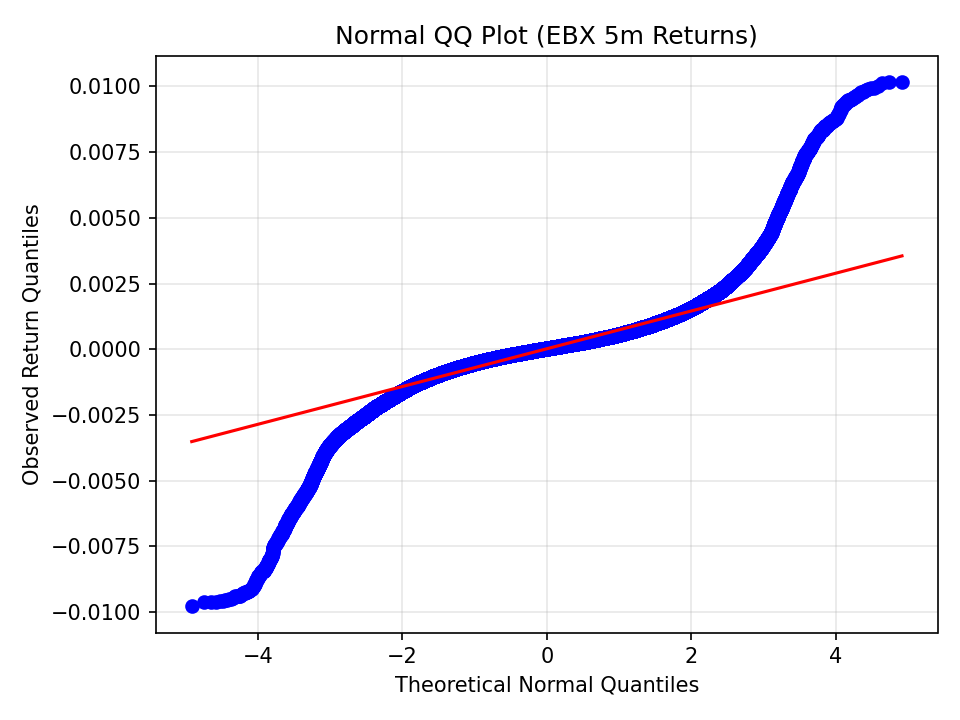 Normal QQ Plot (EBX 5m Returns)
Observed Return Quantiles
0.0100
0.0075
0.0050
0.0025
0.0000
−0.0025
−0.0050
−0.0075
−0.0100
−4 −2 0 2 4
Theoretical Normal Quantiles